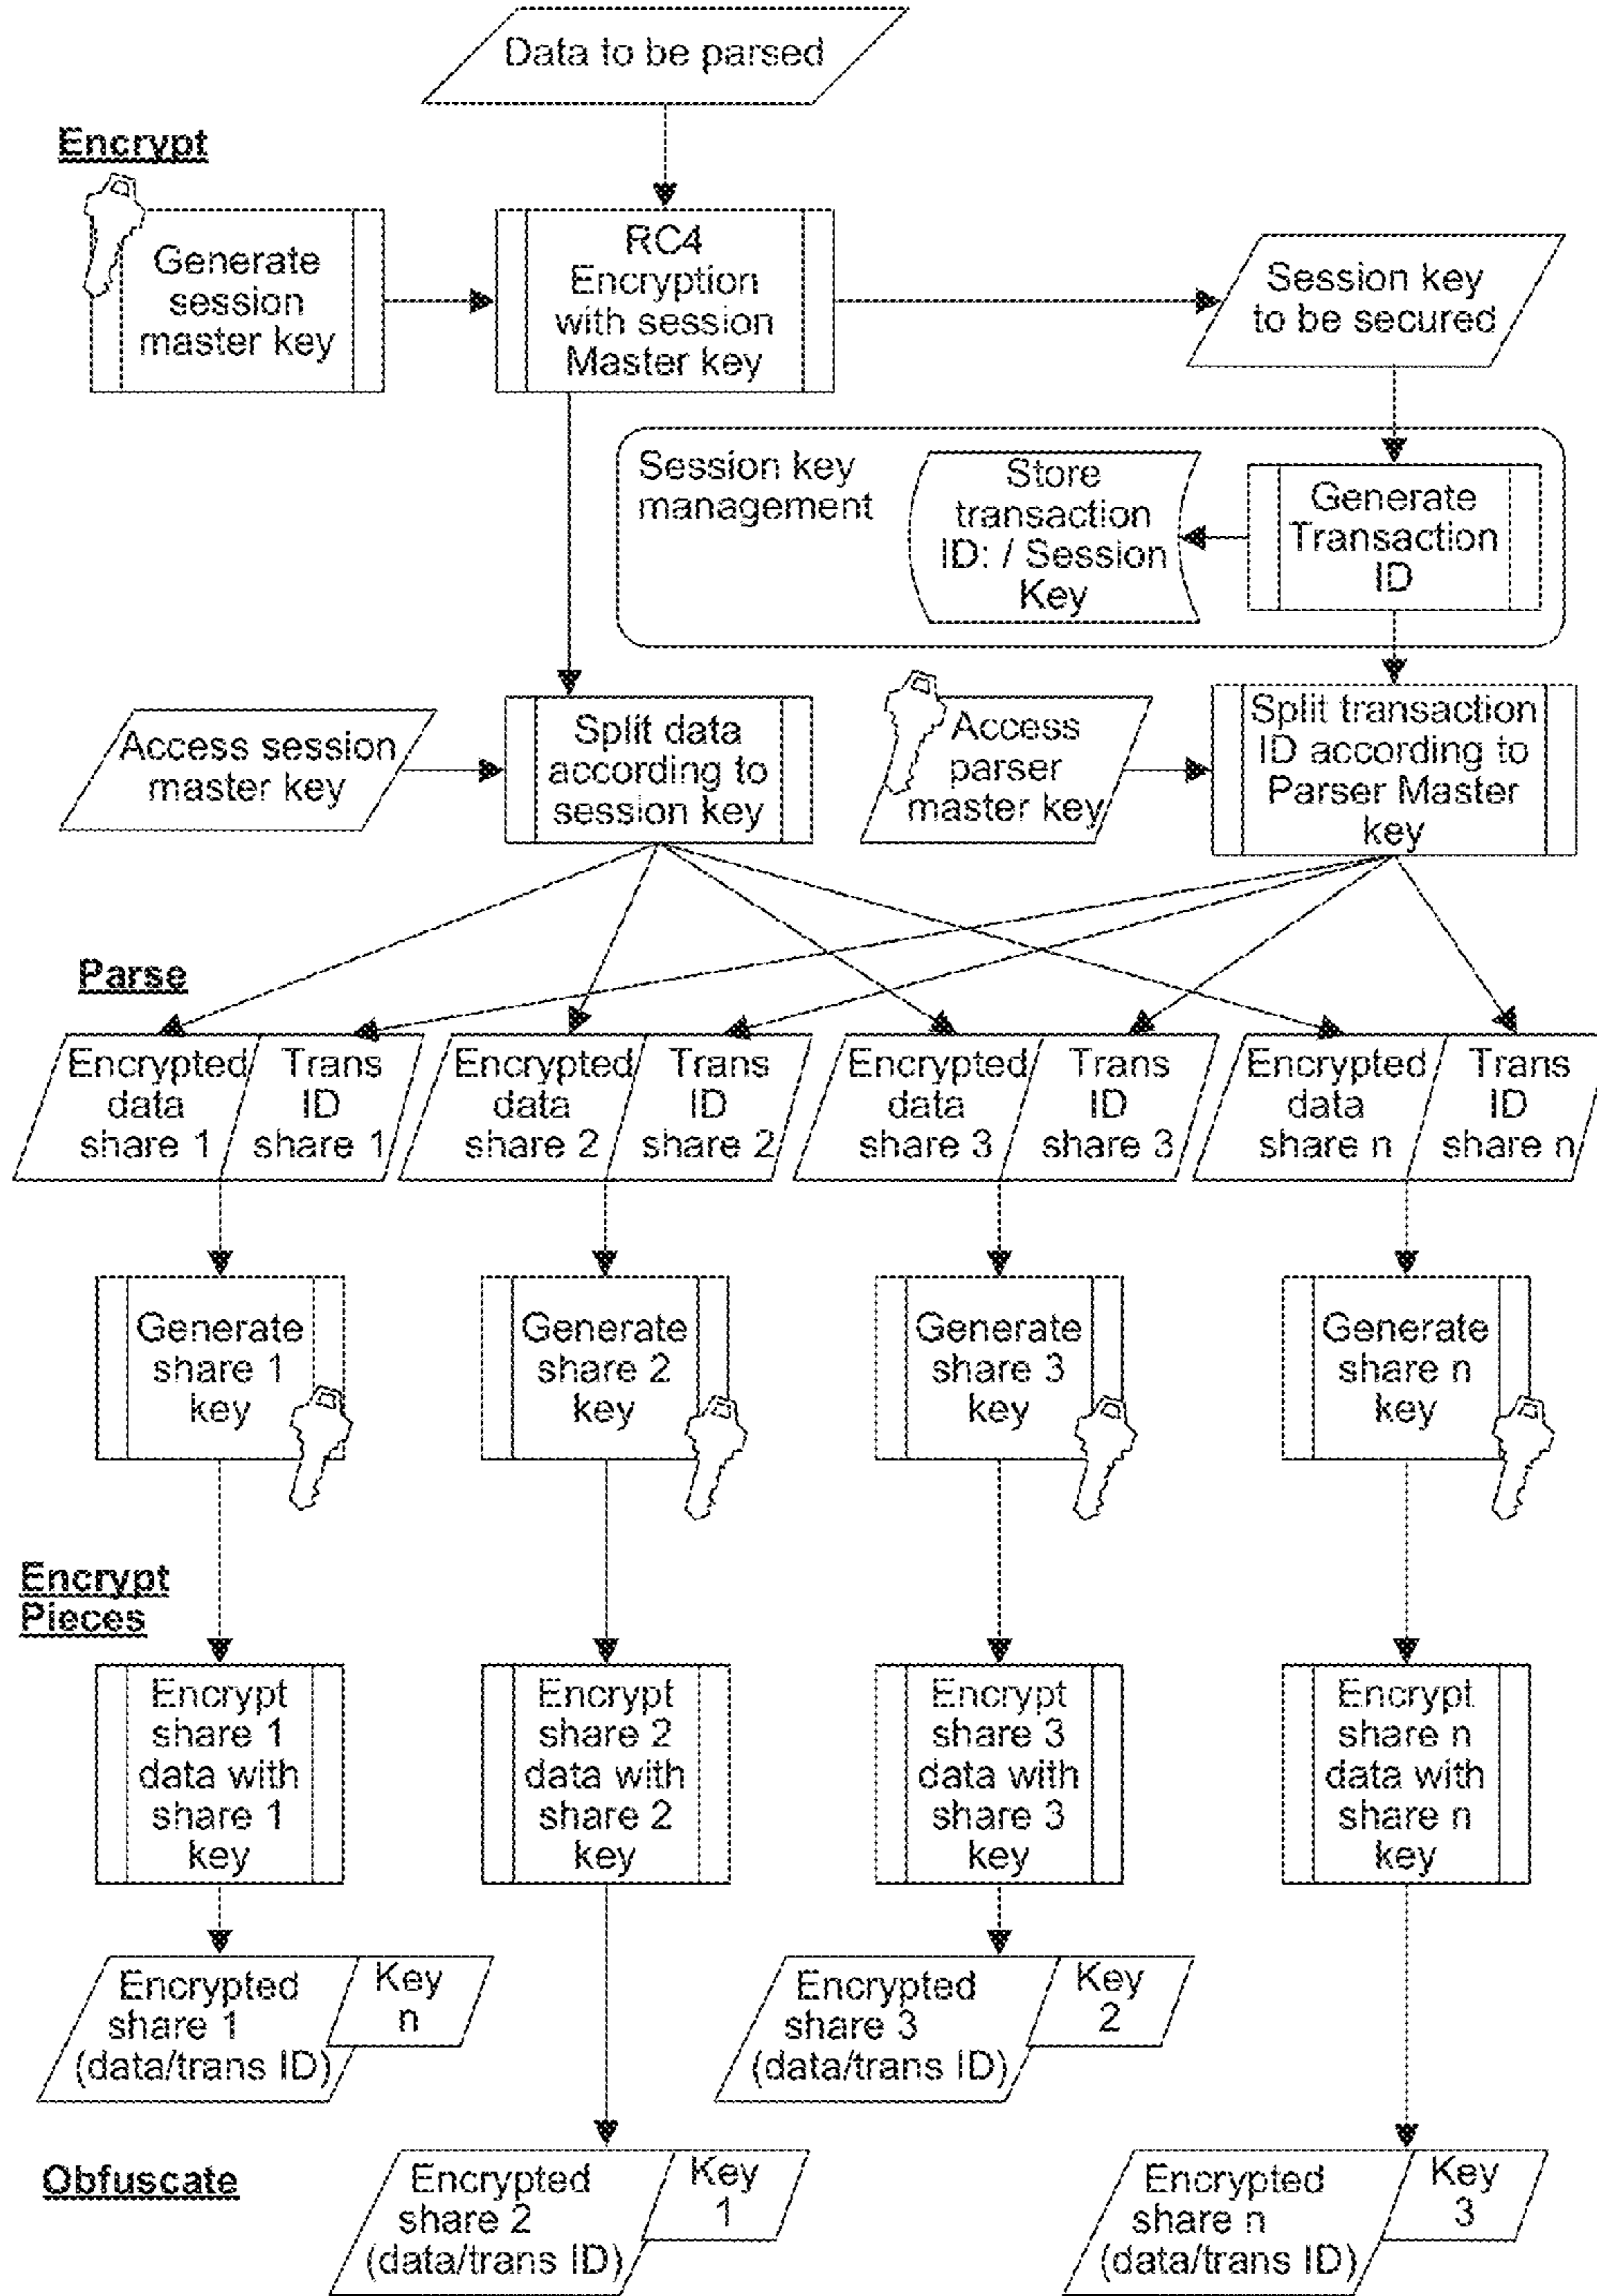 Data to be parsed
Encrypt
Generate
session
master key
RC4
Encryption
with session
Master key
Session key
to be secured
Session key
management
Store
transaction
ID: / Session
Key
Generate
Transaction
ID
Access session
master key
Split data
according to
session key
Access
parser
master key
Split transaction
ID according to
Parser Master
key
Parse
Encrypted
data
share 1
Trans
ID
share 1
Encrypted
data
share 2
Trans
ID
share 2
Encrypted
data
share 3
Trans
ID
share 3
Encrypted
data
share n
Trans
ID
share n
Generate
share 1
key
Generate
share 2
key
Generate
share 3
key
Generate
share n
key
Encrypt
Pieces
Encrypt
share 1
data with
share 1
key
Encrypt
share 2
data with
share 2
key
Encrypt
share 3
data with
share 3
key
Encrypt
share n
data with
share n
key
Encrypted
share 1
(data/trans ID)
Key
n
Encrypted
share 3
(data/trans ID)
Key
2
Obfuscate
Encrypted
share 2
(data/trans ID)
Key
1
Encrypted
share n
(data/trans ID)
Key
3